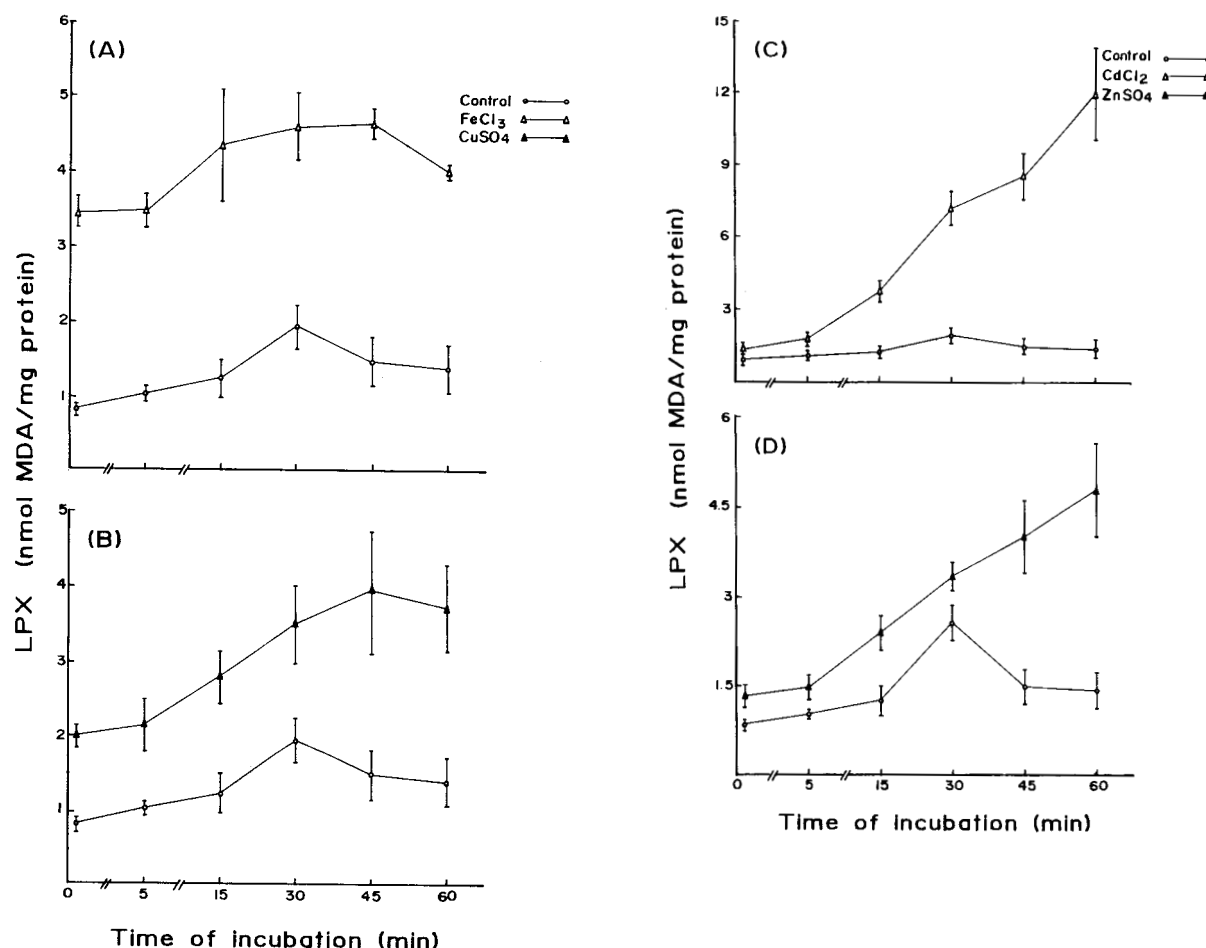 (A)
6
5
4
3
2
1
Control
FeCl3
CuSO4
(B)
5
4
3
2
1
0 5 15 30 45 60
Time of incubation (min)
LPX (nmol MDA/mg protein)
(C)
15
12
9
6
3
Control
CdCl2
ZnSO4
(D)
6
4.5
3
1.5
0 5 15 30 45 60
Time of incubation (min)
LPX (nmol MDA/mg protein)